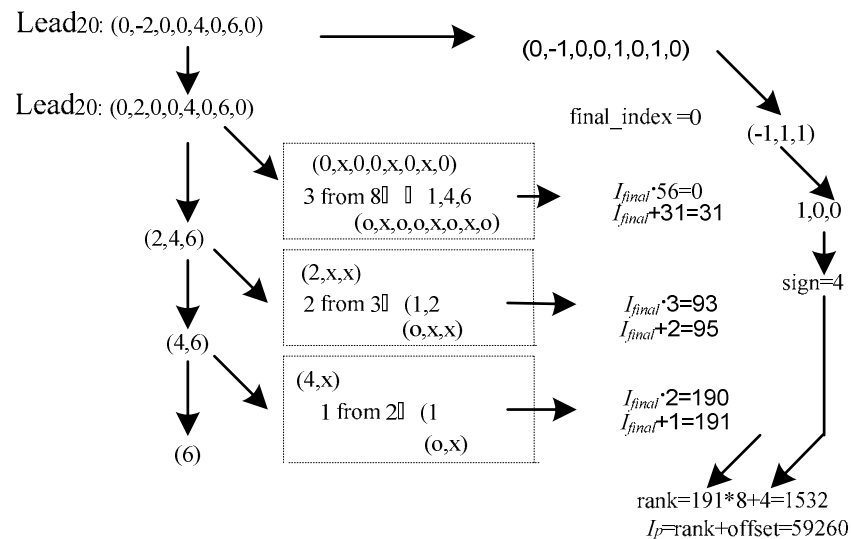 Lead20: (0,-2,0,0,4,0,6,0)
(0,-1,0,0,1,0,1,0)
Lead20: (0,2,0,0,4,0,6,0)
final_index=0
(-1,1,1)
(0,x,0,0,x,0,x,0)
3 from 8▯ ▯ 1,4,6
(o,x,o,o,x,o,x,o)
Ifinal·56=0
Ifinal+31=31
1,0,0
(2,4,6)
sign=4
(2,x,x)
2 from 3▯ (1,2
(o,x,x)
Ifinal·3=93
Ifinal+2=95
(4,6)
(4,x)
1 from 2▯ (1
(o,x)
Ifinal·2=190
Ifinal+1=191
(6)
rank=191*8+4=1532
Ip=rank+offset=59260